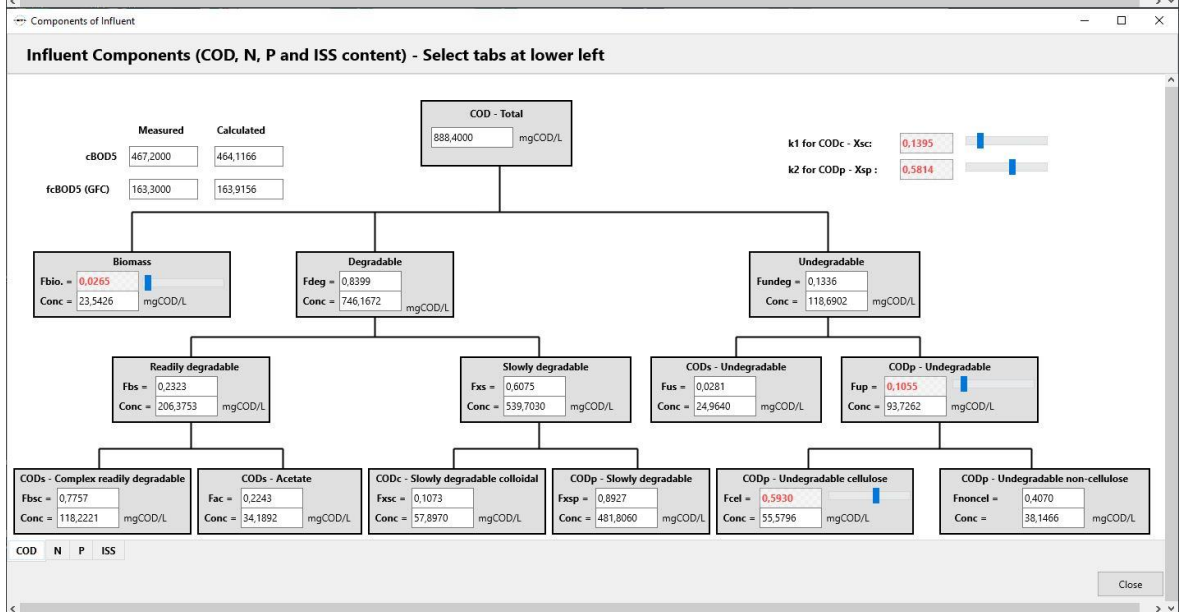 Components of Influent
Influent Components (COD, N, P and ISS content) - Select tabs at lower left
COD - Total
888,4000 mgCOD/L
Measured Calculated
cBOD5 467,2000 464,1166
fcBOD5 (GFC) 163,3000 163,9156
k1 for CODc - Xsc: 0,1395
k2 for CODp - Xsp : 0,5814
Biomass
Fbio. = 0,0265
Conc = 23,5426 mgCOD/L
Degradable
Fdeg = 0,8399
Conc = 746,1672 mgCOD/L
Undegradable
Fundeg = 0,1336
Conc = 118,6902 mgCOD/L
Readily degradable
Fbs = 0,2323
Conc = 206,3753 mgCOD/L
Slowly degradable
Fxs = 0,6075
Conc = 539,7030 mgCOD/L
CODs - Undegradable
Fus = 0,0281
Conc = 24,9640 mgCOD/L
CODp - Undegradable
Fup = 0,1055
Conc = 93,7262 mgCOD/L
CODs - Complex readily degradable
Fbsc = 0,7757
Conc = 118,2221 mgCOD/L
CODs - Acetate
Fac = 0,2243
Conc = 34,1892 mgCOD/L
CODc - Slowly degradable colloidal
Fxsc = 0,1073
Conc = 57,8970 mgCOD/L
CODp - Slowly degradable
Fxsp = 0,8927
Conc = 481,8060 mgCOD/L
CODp - Undegradable cellulose
Fcel = 0,5930
Conc = 55,5796 mgCOD/L
CODp - Undegradable non-cellulose
Fnoncel = 0,4070
Conc = 38,1466 mgCOD/L
COD N P ISS
Close